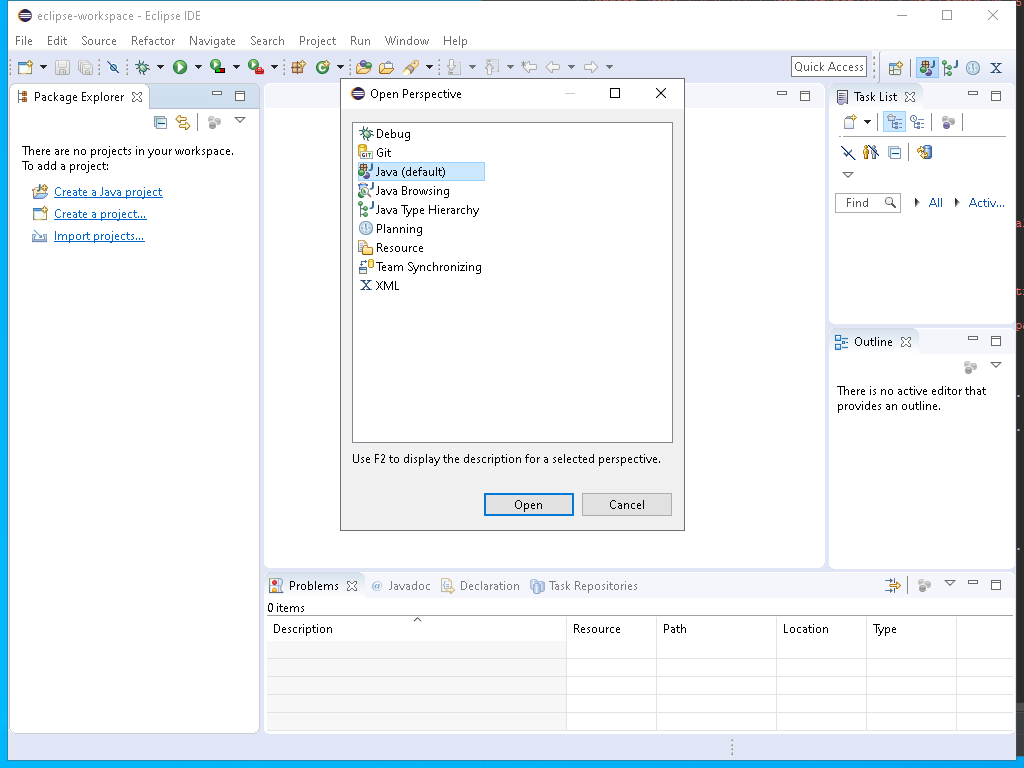 eclipse-workspace - Eclipse IDE
File Edit Source Refactor Navigate Search Project Run Window Help
Quick Access
Package Explorer
There are no projects in your workspace.
To add a project:
Create a Java project
Create a project...
Import projects...
Open Perspective
Debug
GIT Git
Java (default)
Java Browsing
Java Type Hierarchy
Planning
Resource
Team Synchronizing
X XML
Use F2 to display the description for a selected perspective.
Open Cancel
Task List
Find All Activ...
Outline
There is no active editor that
provides an outline.
Problems @ Javadoc Declaration Task Repositories
0 items
Description Resource Path Location Type